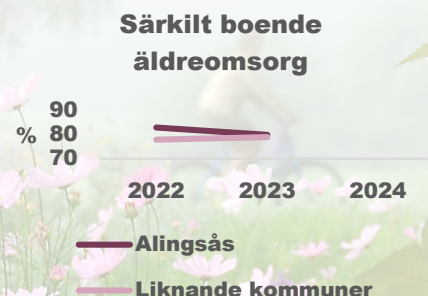 Särkilt boende
äldreomsorg
90
% 80
70
2022 2023 2024
Alingsås
Liknande kommuner